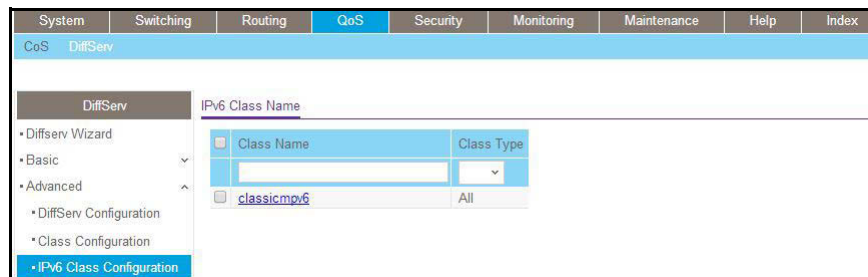 System Switching Routing QoS Security Monitoring Maintenance Help Index
CoS DiffServ
DiffServ
IPv6 Class Name
Diffserv Wizard
Basic
Advanced
DiffServ Configuration
Class Configuration
IPv6 Class Configuration
Class Name Class Type
classicmpv6 All